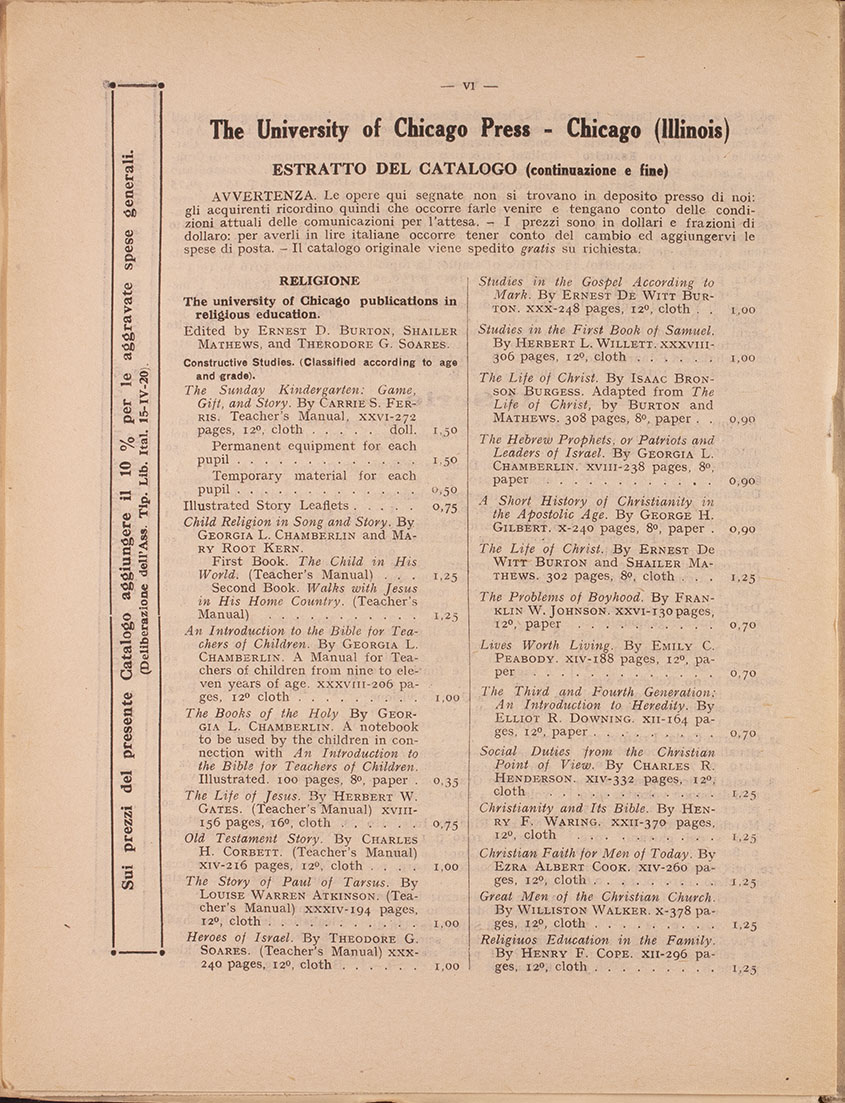 — VI —
The University of Chicago Press - Chicago (Illinois)
ESTRATTO DEL CATALOGO (continuazione e fine)
AVVERTENZA. Le opere qui segnate non si trovano in deposito presso di noi:
gli acquirenti ricordino quindi che occorre farle venire e tengano conto delle condi-
zioni attuali delle comunicazioni per l'attesa. – I prezzi sono in dollari e frazioni di
dollaro: per averli in lire italiane occorre tener conto del cambio ed aggiungervi le
spese di posta. – Il catalogo originale viene spedito gratis su richiesta.
Sui prezzi del presente Catalogo aggiungere il 10 % per le aggravate spese generali.
(Deliberazione dell'Ass. Tip. Lib. Ital. 15-IV-20).
RELIGIONE
The university of Chicago publications in
religious education.
Edited by ERNEST D. BURTON, SHAILER
MATHEWS, and THERODORE G. SOARES.
Constructive Studies. (Classified according to age
and grade).
The Sunday Kindergarten: Game,
Gift, and Story. By CARRIE S. FER-
RIS. Teacher's Manual, XXVI-272
pages, 12º, cloth . . . . . doll. 1,50
Permanent equipment for each
pupil . . . . . . . . . . . . . 1,50
Temporary material for each
pupil . . . . . . . . . . . . . 0,50
Illustrated Story Leaflets . . . . . 0,75
Child Religion in Song and Story. By
GEORGIA L. CHAMBERLIN and MA-
RY ROOT KERN.
First Book. The Child in His
World. (Teacher's Manual) . . . 1,25
Second Book. Walks with Jesus
in His Home Country. (Teacher's
Manual) . . . . . . . . . . . 1,25
An Introduction to the Bible for Tea-
chers of Children. By GEORGIA L.
CHAMBERLIN. A Manual for Tea-
chers of children from nine to ele-
ven years of age. XXXVIII-206 pa-
ges, 12º cloth . . . . . . . . . 1,00
The Books of the Holy By GEOR-
GIA L. CHAMBERLIN. A notebook
to be used by the children in con-
nection with An Introduction to
the Bible for Teachers of Children.
Illustrated. 100 pages, 8º, paper . 0,35
The Life of Jesus. By HERBERT W.
GATES. (Teacher's Manual) XVIII-
156 pages, 16º, cloth . . . . . . 0,75
Old Testament Story. By CHARLES
H. CORBETT. (Teacher's Manual)
XIV-216 pages, 12º, cloth . . . . 1,00
The Story of Paul of Tarsus. By
LOUISE WARREN ATKINSON. (Tea-
cher's Manual) XXXIV-194 pages,
12º, cloth . . . . . . . . . . . 1,00
Heroes of Israel. By THEODORE G.
SOARES. (Teacher's Manual) XXX-
240 pages, 12º, cloth . . . . . . 1,00
Studies in the Gospel According to
Mark. By ERNEST DE WITT BUR-
TON. XXX-248 pages, 12º, cloth . . 1,00
Studies in the First Book of Samuel.
By HERBERT L. WILLETT. XXXVIII-
306 pages, 12º, cloth . . . . . . 1,00
The Life of Christ. By ISAAC BRON-
SON BURGESS. Adapted from The
Life of Christ, by BURTON and
MATHEWS. 308 pages, 8º, paper . . 0,90
The Hebrew Prophets, or Patriots and
Leaders of Israel. By GEORGIA L.
CHAMBERLIN. XVIII-238 pages, 8º,
paper . . . . . . . . . . . . 0,90
A Short History of Christianity in
the Apostolic Age. By GEORGE H.
GILBERT. X-240 pages, 8º, paper . 0,90
The Life of Christ. By ERNEST De
WITT BURTON and SHAILER MA-
THEWS. 302 pages, 8º, cloth . . . 1,25
The Problems of Boyhood. By FRAN-
KLIN W. JOHNSON. XXVI-130 pages,
12º, paper . . . . . . . . . . 0,70
Lives Worth Living. By EMILY C.
PEABODY. XIV-188 pages, 12º, pa-
per . . . . . . . . . . . . . 0,70
The Third and Fourth Generation:
An Introduction to Heredity. By
ELLIOT R. DOWNING. XII-164 pa-
ges, 12º, paper . . . . . . . . . 0,70
Social Duties from the Christian
Point of View. By CHARLES R.
HENDERSON. XIV-332 pages, 12º,
cloth . . . . . . . . . . . . 1,25
Christianity and Its Bible. By HEN-
RY F. WARING. XXII-370 pages,
12º, cloth . . . . . . . . . . 1,25
Christian Faith for Men of Today. By
EZRA ALBERT COOK. XIV-260 pa-
ges, 12º, cloth . . . . . . . . . 1,25
Great Men of the Christian Church.
By WILLISTON WALKER. X-378 pa-
ges, 12º, cloth . . . . . . . . . 1,25
Religiuos Education in the Family.
By HENRY F. COPE. XII-296 pa-
ges, 12º, cloth . . . . . . . . . 1,25